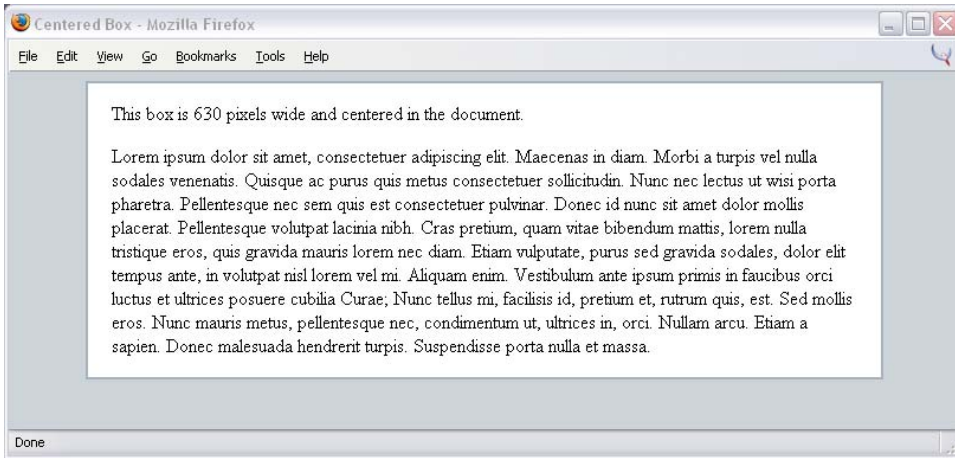 Centered Box - Mozilla Firefox
File Edit View Go Bookmarks Tools Help
This box is 630 pixels wide and centered in the document.
Lorem ipsum dolor sit amet, consectetuer adipiscing elit. Maecenas in diam. Morbi a turpis vel nulla
sodales venenatis. Quisque ac purus quis metus consectetuer sollicitudin. Nunc nec lectus ut wisi porta
pharetra. Pellentesque nec sem quis est consectetuer pulvinar. Donec id nunc sit amet dolor mollis
placerat. Pellentesque volutpat lacinia nibh. Cras pretium, quam vitae bibendum mattis, lorem nulla
tristique eros, quis gravida mauris lorem nec diam. Etiam vulputate, purus sed gravida sodales, dolor elit
tempus ante, in volutpat nisl lorem vel mi. Aliquam enim. Vestibulum ante ipsum primis in faucibus orci
luctus et ultrices posuere cubilia Curae; Nunc tellus mi, facilisis id, pretium et, rutrum quis, est. Sed mollis
eros. Nunc mauris metus, pellentesque nec, condimentum ut, ultrices in, orci. Nullam arcu. Etiam a
sapien. Donec malesuada hendrerit turpis. Suspendisse porta nulla et massa.
Done